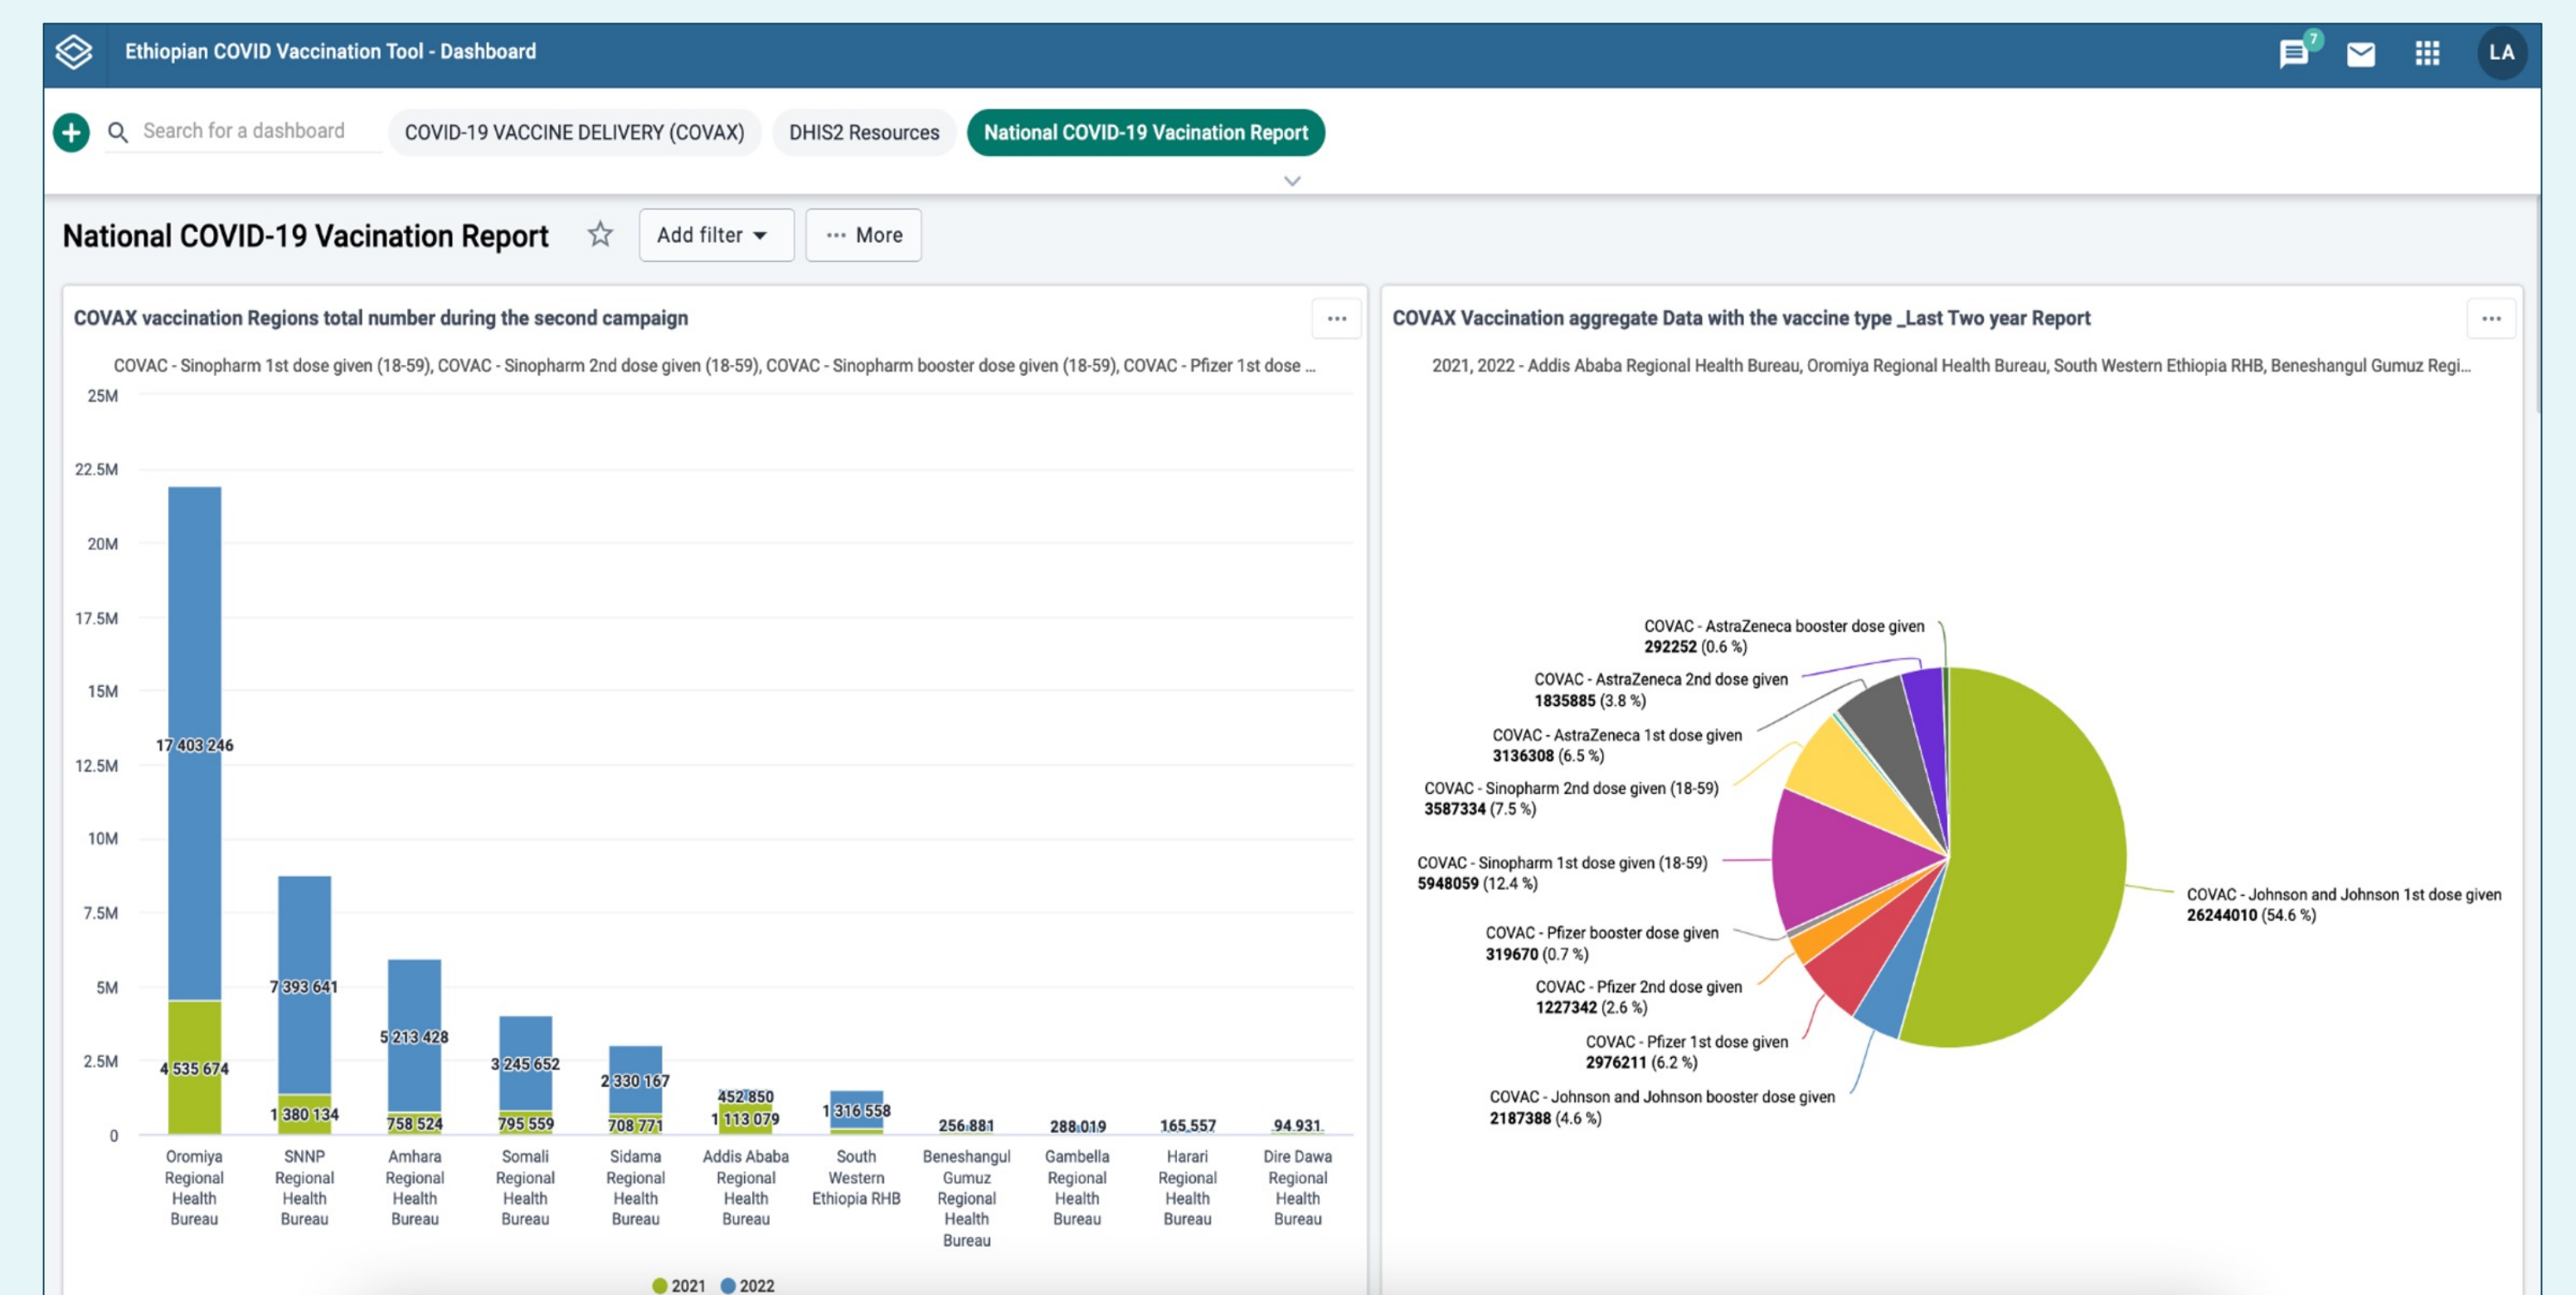 Ethiopian COVID Vaccination Tool - Dashboard
7
LA
Search for a dashboard
COVID-19 VACCINE DELIVERY (COVAX)
DHIS2 Resources
National COVID-19 Vacination Report
National COVID-19 Vacination Report
Add filter
More
COVAX vaccination Regions total number during the second campaign
COVAC - Sinopharm 1st dose given (18-59), COVAC - Sinopharm 2nd dose given (18-59), COVAC - Sinopharm booster dose given (18-59), COVAC - Pfizer 1st dose ...
25M
22.5M
20M
17.5M
15M
12.5M
10M
7.5M
5M
2.5M
0
17 403 246
4 535 674
7 393 641
1 380 134
5 213 428
758 524
3 245 652
795 559
2 330 167
708 771
452 850
1 113 079
1 316 558
256 881
288 019
165 557
94 931
Oromiya
Regional
Health
Bureau
SNNP
Regional
Health
Bureau
Amhara
Regional
Health
Bureau
Somali
Regional
Health
Bureau
Sidama
Regional
Health
Bureau
Addis Ababa
Regional
Health
Bureau
South
Western
Ethiopia RHB
Beneshangul
Gumuz
Regional
Health
Bureau
Gambella
Regional
Health
Bureau
Harari
Regional
Health
Bureau
Dire Dawa
Regional
Health
Bureau
2021
2022
COVAX Vaccination aggregate Data with the vaccine type _Last Two year Report
2021, 2022 - Addis Ababa Regional Health Bureau, Oromiya Regional Health Bureau, South Western Ethiopia RHB, Beneshangul Gumuz Regi...
COVAC - AstraZeneca booster dose given
292252 (0.6 %)
COVAC - AstraZeneca 2nd dose given
1835885 (3.8 %)
COVAC - AstraZeneca 1st dose given
3136308 (6.5 %)
COVAC - Sinopharm 2nd dose given (18-59)
3587334 (7.5 %)
COVAC - Sinopharm 1st dose given (18-59)
5948059 (12.4 %)
COVAC - Pfizer booster dose given
319670 (0.7 %)
COVAC - Pfizer 2nd dose given
1227342 (2.6 %)
COVAC - Pfizer 1st dose given
2976211 (6.2 %)
COVAC - Johnson and Johnson booster dose given
2187388 (4.6 %)
COVAC - Johnson and Johnson 1st dose given
26244010 (54.6 %)